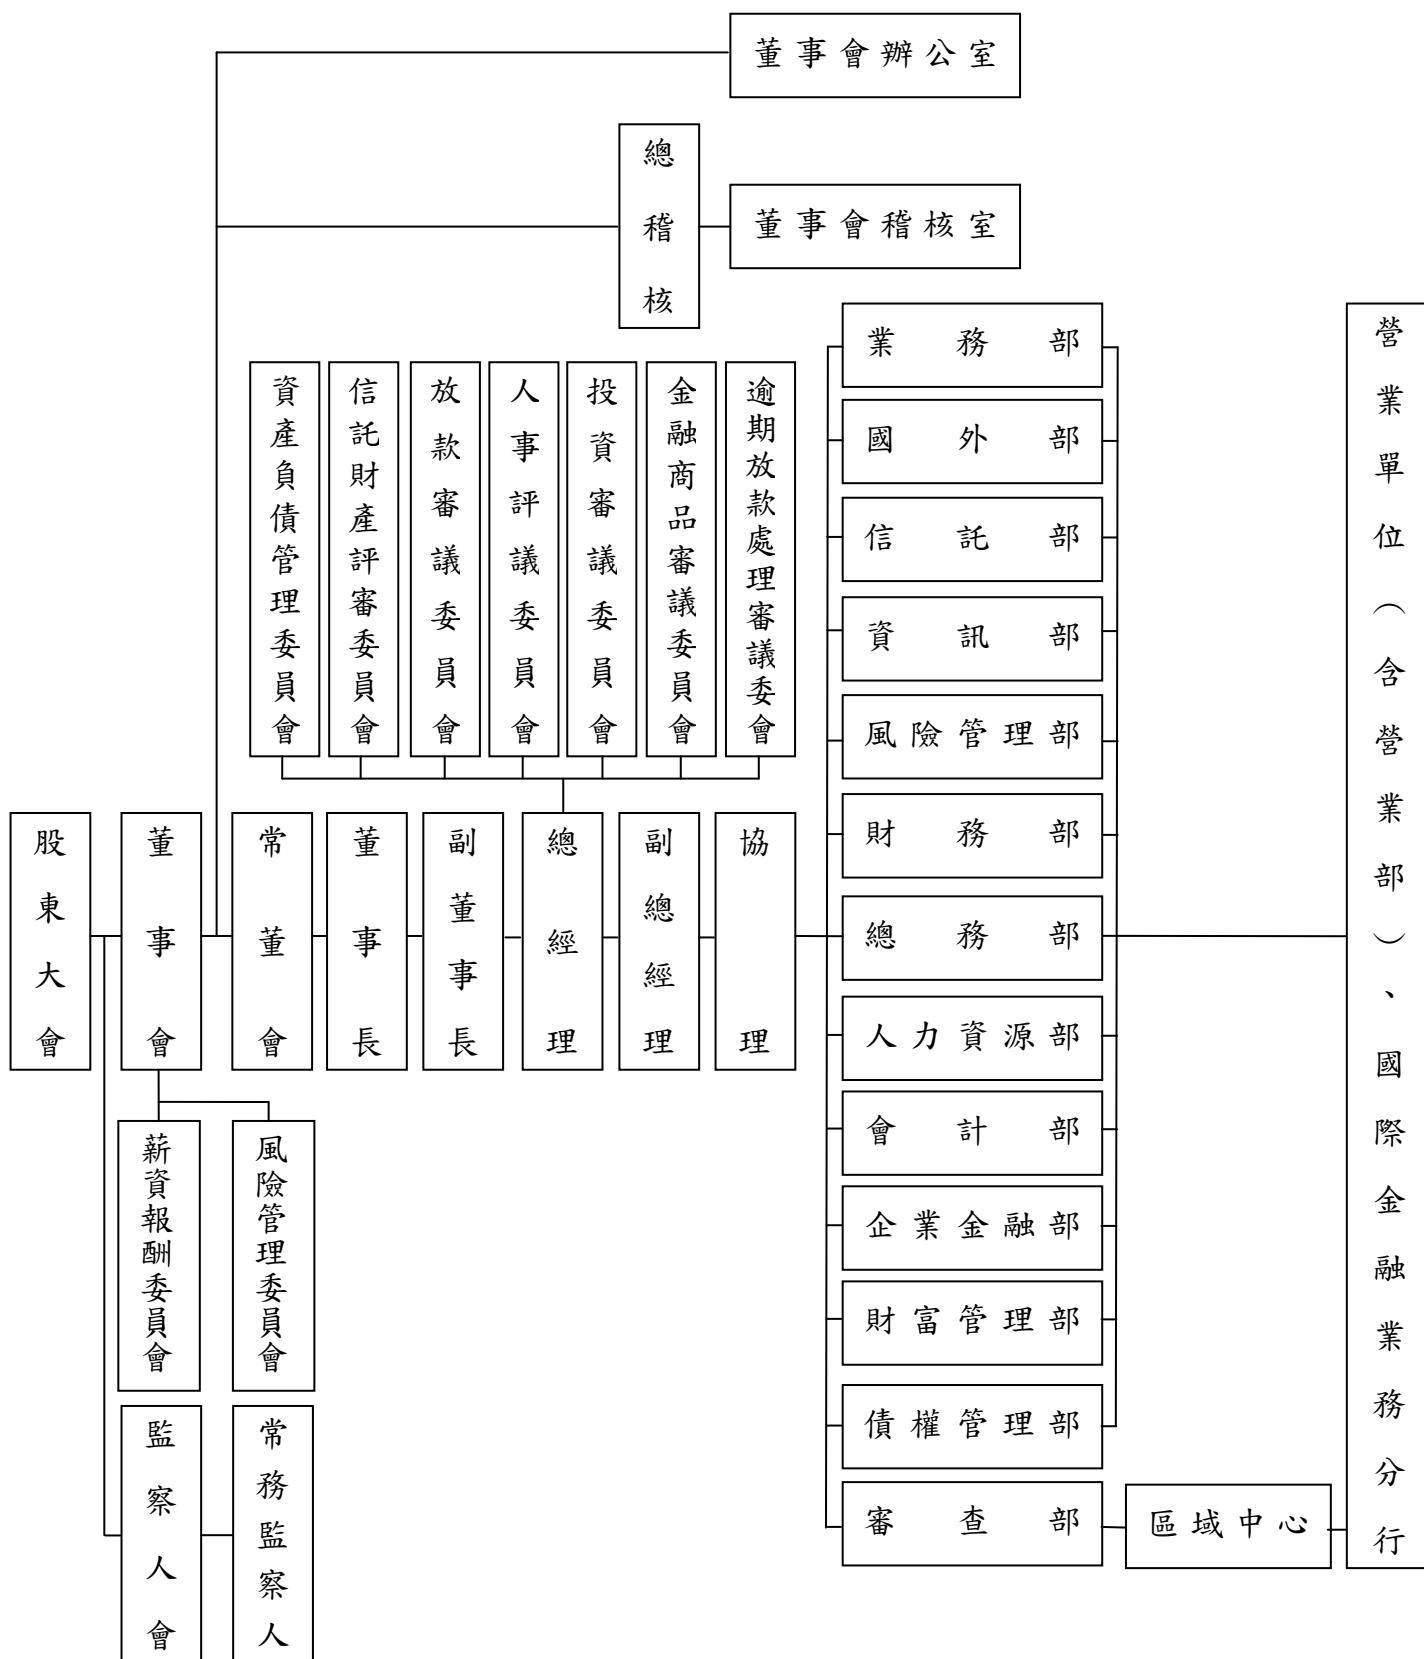 董事會辦公室
總稽核
董事會稽核室
資產負債管理委員會
信託財產評審委員會
放款審議委員會
人事評議委員會
投資審議委員會
金融商品審議委員會
逾期放款處理審議委會
股東大會
董事會
常董會
董事長
副董事長
總經理
副總經理
協理
薪資報酬委員會
風險管理委員會
監察人會
常務監察人
業務部
國外部
信託部
資訊部
風險管理部
財務部
總務部
人力資源部
會計部
企業金融部
財富管理部
債權管理部
審查部
區域中心
營業單位（含營業部）、國際金融業務分行